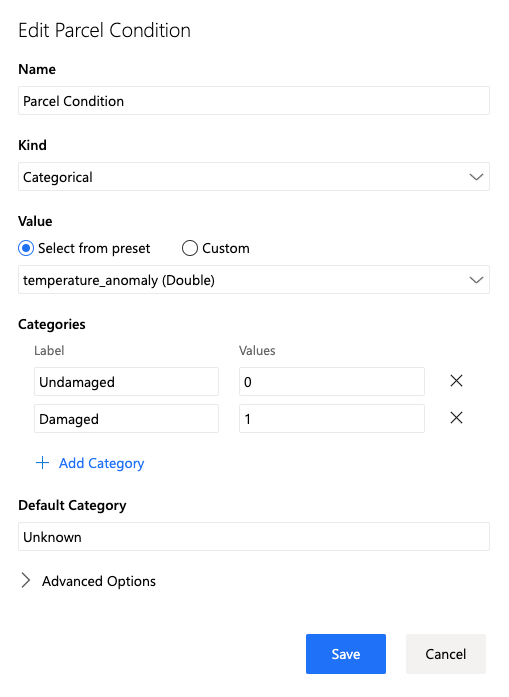 Edit Parcel Condition
Name
Parcel Condition
Kind
Categorical
Value
Select from preset Custom
temperature_anomaly (Double)
Categories
Label Values
Undamaged 0
Damaged 1
Add Category
Default Category
Unknown
Advanced Options
Save Cancel